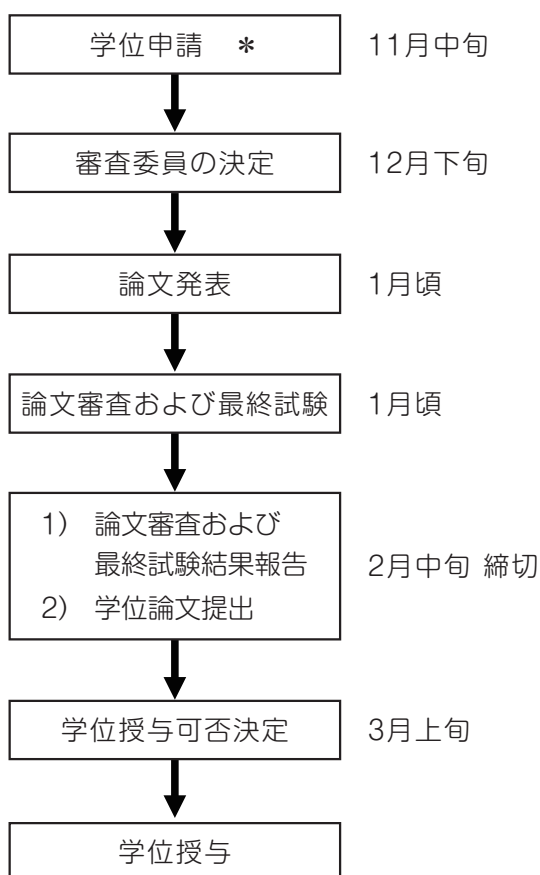 学位申請 * 11月中旬
審査委員の決定 12月下旬
論文発表 1月頃
論文審査および最終試験 1月頃
1) 論文審査および
最終試験結果報告
2) 学位論文提出
2月中旬 締切
学位授与可否決定 3月上旬
学位授与